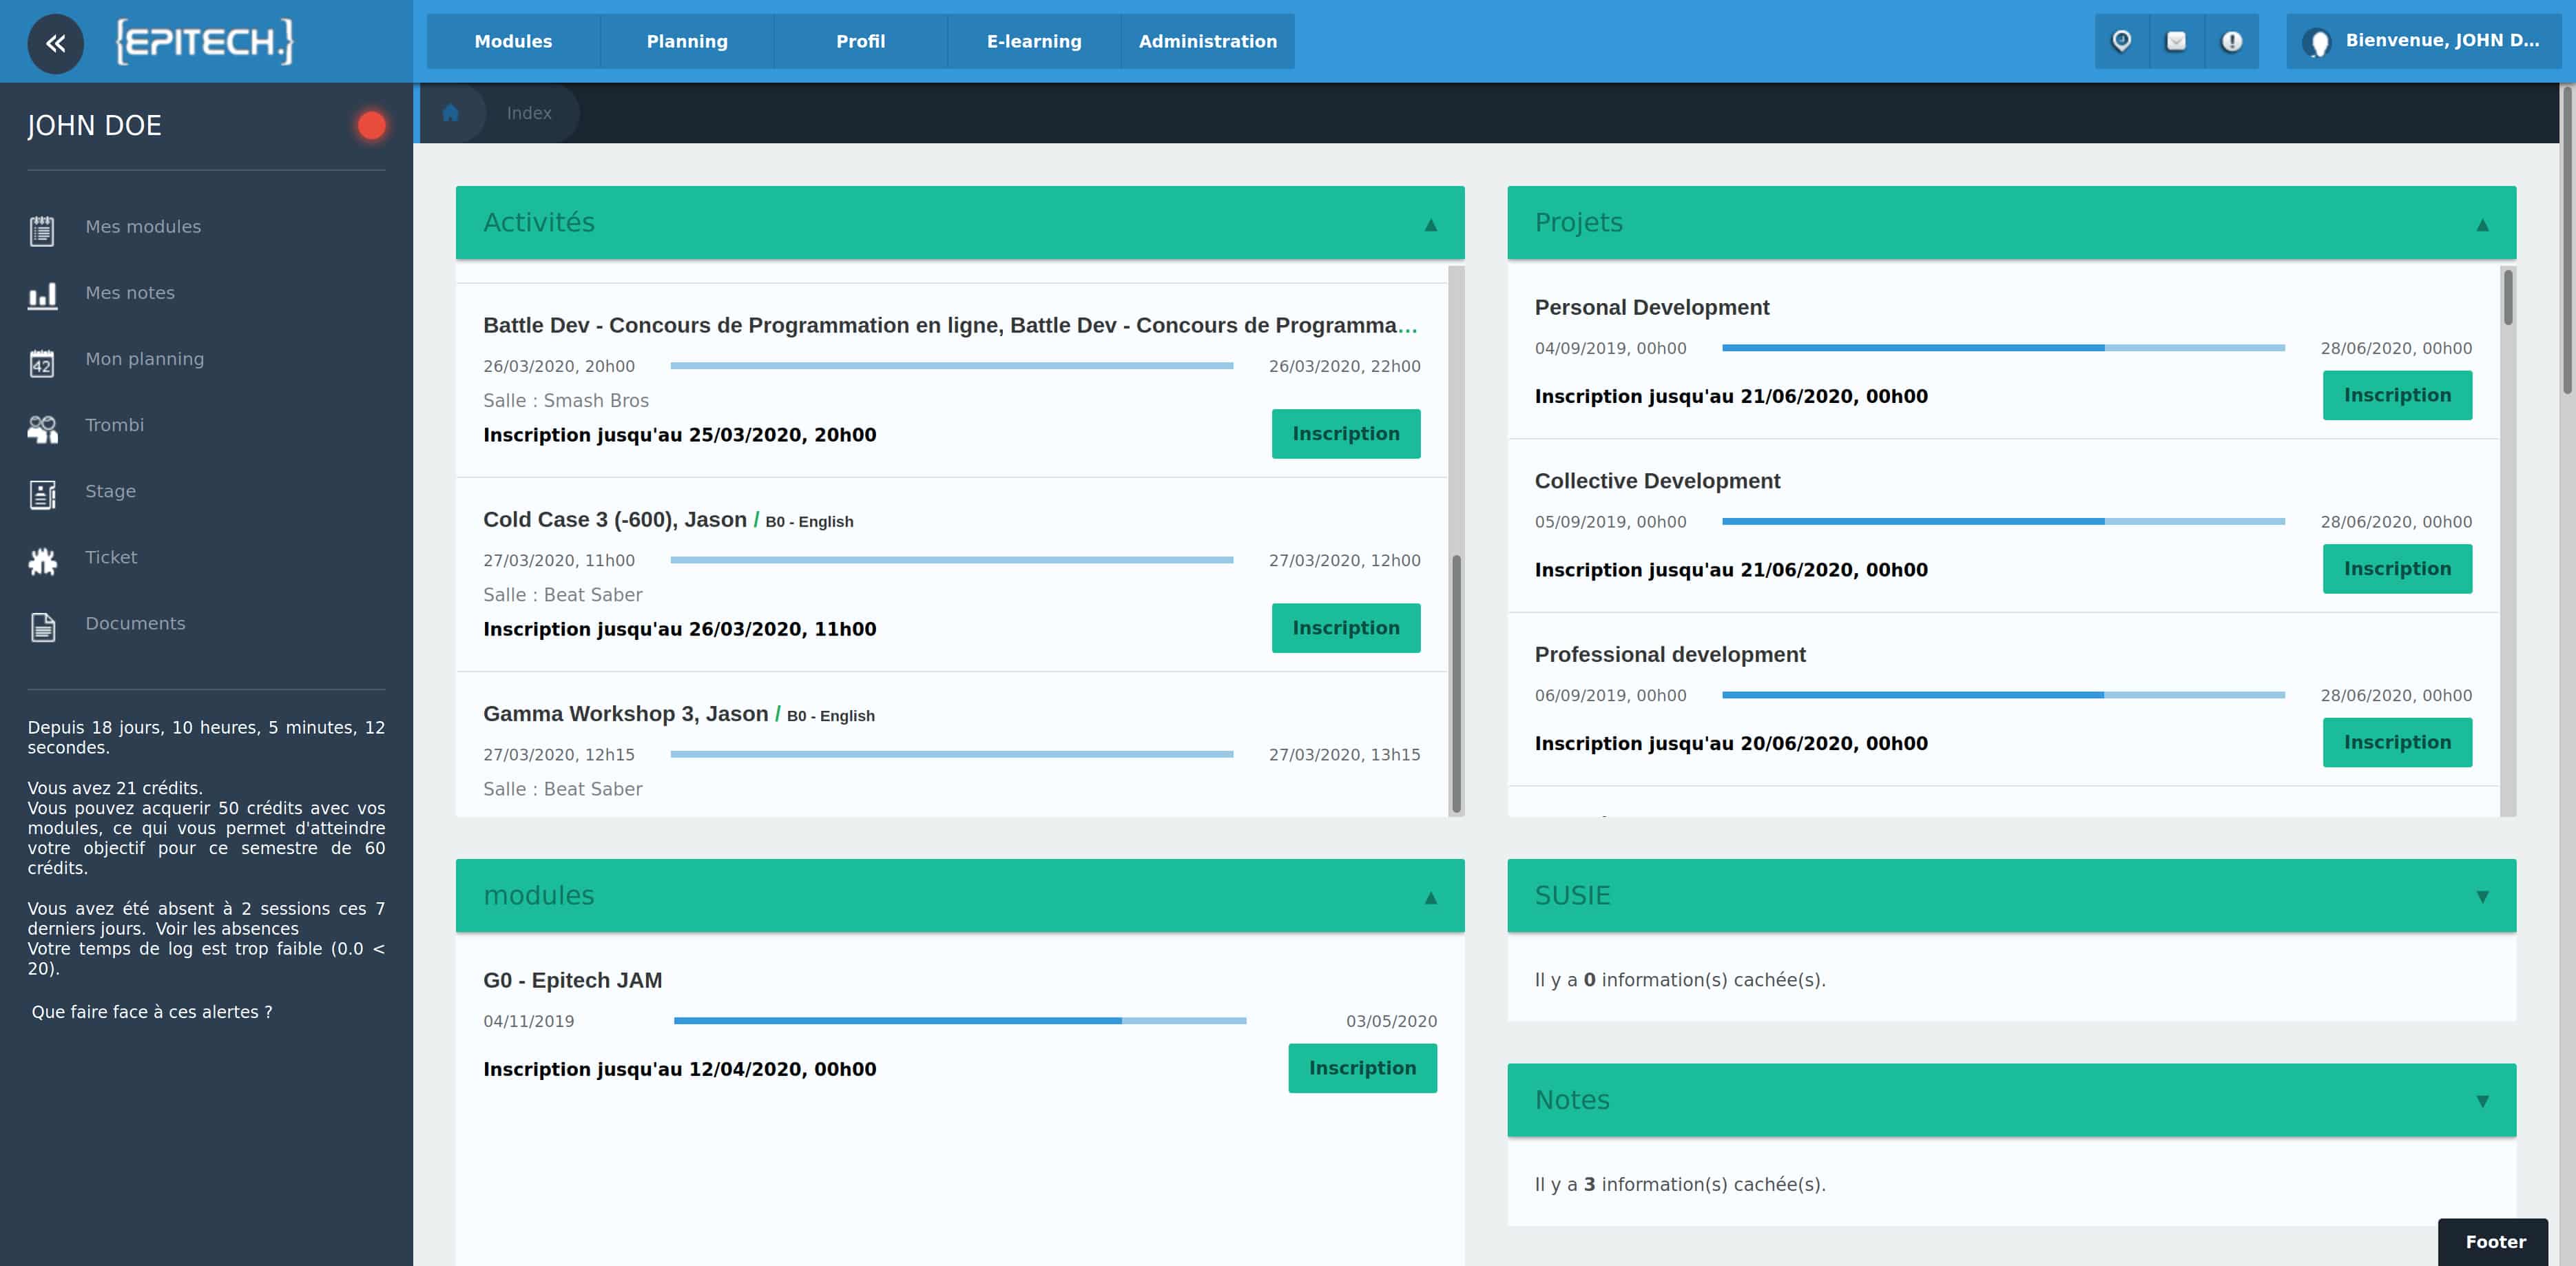 «
{EPITECH.}
Modules
Planning
Profil
E-learning
Administration
Bienvenue, JOHN D...
JOHN DOE
Mes modules
Mes notes
42
Mon planning
Trombi
Stage
Ticket
Documents
Depuis 18 jours, 10 heures, 5 minutes, 12
secondes.
Vous avez 21 crédits.
Vous pouvez acquerir 50 crédits avec vos
modules, ce qui vous permet d'atteindre
votre objectif pour ce semestre de 60
crédits.
Vous avez été absent à 2 sessions ces 7
derniers jours. Voir les absences
Votre temps de log est trop faible (0.0 <
20).
Que faire face à ces alertes ?
Index
Activités
Battle Dev - Concours de Programmation en ligne, Battle Dev - Concours de Programma...
26/03/2020, 20h00
26/03/2020, 22h00
Salle : Smash Bros
Inscription jusqu'au 25/03/2020, 20h00
Inscription
Cold Case 3 (-600), Jason / B0 - English
27/03/2020, 11h00
27/03/2020, 12h00
Salle : Beat Saber
Inscription jusqu'au 26/03/2020, 11h00
Inscription
Gamma Workshop 3, Jason / B0 - English
27/03/2020, 12h15
27/03/2020, 13h15
Salle : Beat Saber
Projets
Personal Development
04/09/2019, 00h00
28/06/2020, 00h00
Inscription jusqu'au 21/06/2020, 00h00
Inscription
Collective Development
05/09/2019, 00h00
28/06/2020, 00h00
Inscription jusqu'au 21/06/2020, 00h00
Inscription
Professional development
06/09/2019, 00h00
28/06/2020, 00h00
Inscription jusqu'au 20/06/2020, 00h00
Inscription
modules
G0 - Epitech JAM
04/11/2019
03/05/2020
Inscription jusqu'au 12/04/2020, 00h00
Inscription
SUSIE
Il y a 0 information(s) cachée(s).
Notes
Il y a 3 information(s) cachée(s).
Footer